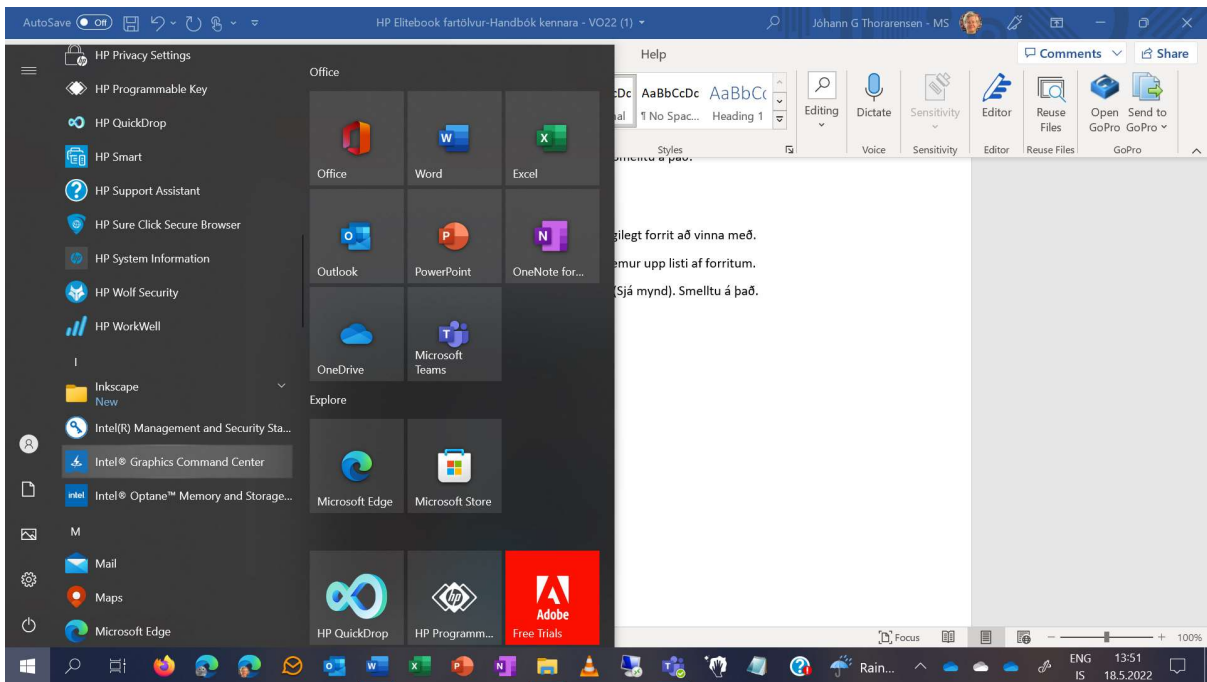 AutoSave Off HP Elitebook fartölvur-Handbók kennara - VO22 (1) Jóhann G Thorarensen - MS
HP Privacy Settings
HP Programmable Key
HP QuickDrop
HP Smart
HP Support Assistant
HP Sure Click Secure Browser
HP System Information
HP Wolf Security
HP WorkWell
I
Inkscape
New
Intel(R) Management and Security Sta...
Intel® Graphics Command Center
intel Intel® Optane™ Memory and Storage...
M
Mail
Maps
Microsoft Edge
Office
Office Word Excel
Outlook PowerPoint OneNote for...
OneDrive Microsoft Teams
Explore
Microsoft Edge Microsoft Store
Adobe
HP QuickDrop HP Programm... Free Trials
Help Comments Share
AaBbCcDc AaBbCc
¶ No Spac... Heading 1
Styles
Editing
Dictate
Voice
Sensitivity
Sensitivity
Editor
Editor
Reuse Files
Reuse Files
Open GoPro
Send to GoPro
GoPro
forrit að vinna með.
upp listi af forritum.
(Sjá mynd). Smelltu á það.
Focus 100%
Rain... ENG 13:51
IS 18.5.2022